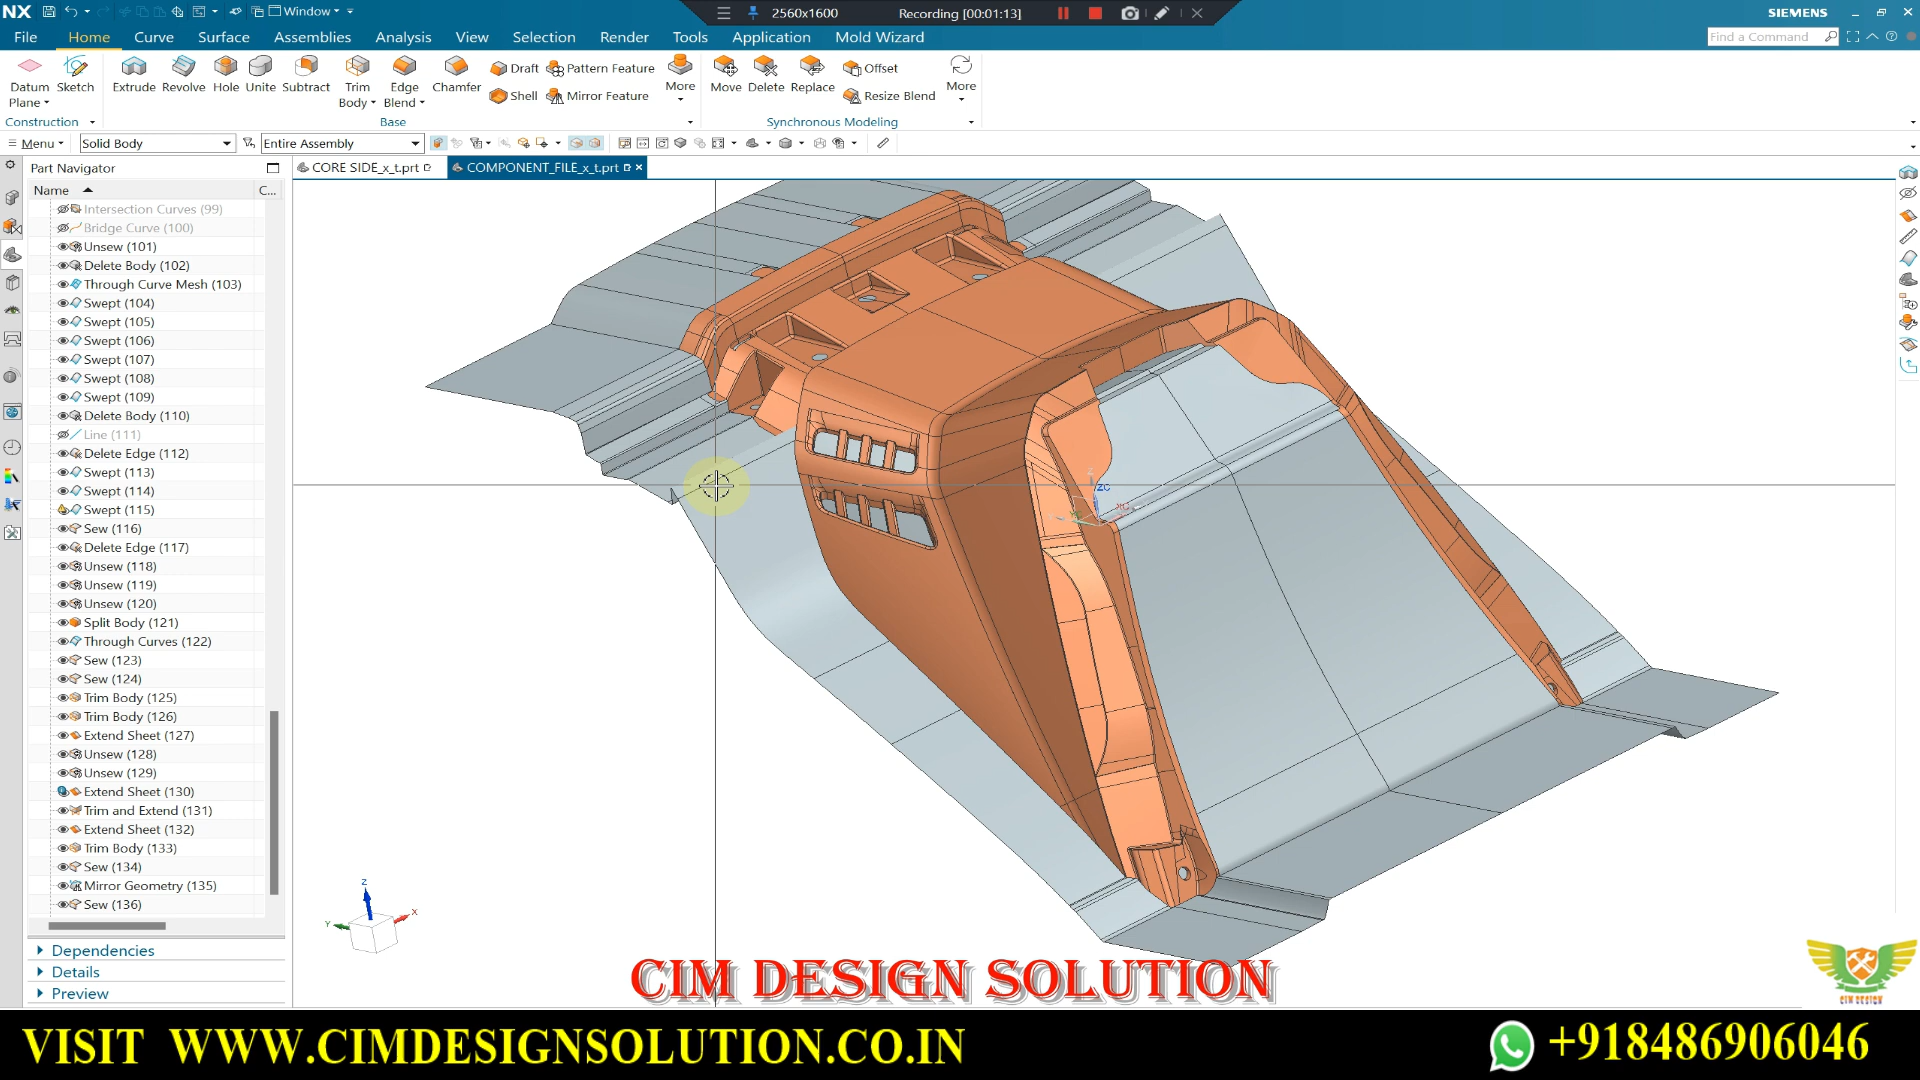 NX
Window
2560x1600
Recording [00:01:13]
SIEMENS
File Home Curve Surface Assemblies Analysis View Selection Render Tools Application Mold Wizard
Find a Command
Datum Plane
Sketch
Extrude
Revolve
Hole
Unite
Subtract
Trim Body
Edge Blend
Chamfer
Draft
Pattern Feature
Shell
Mirror Feature
More
Move
Delete
Replace
Offset
Resize Blend
More
Construction
Base
Synchronous Modeling
Menu
Solid Body
Entire Assembly
Part Navigator
CORE SIDE_x_t.prt
COMPONENT_FILE_x_t.prt
Name
C...
Intersection Curves (99)
Bridge Curve (100)
Unsew (101)
Delete Body (102)
Through Curve Mesh (103)
Swept (104)
Swept (105)
Swept (106)
Swept (107)
Swept (108)
Swept (109)
Delete Body (110)
Line (111)
Delete Edge (112)
Swept (113)
Swept (114)
Swept (115)
Sew (116)
Delete Edge (117)
Unsew (118)
Unsew (119)
Unsew (120)
Split Body (121)
Through Curves (122)
Sew (123)
Sew (124)
Trim Body (125)
Trim Body (126)
Extend Sheet (127)
Unsew (128)
Unsew (129)
Extend Sheet (130)
Trim and Extend (131)
Extend Sheet (132)
Trim Body (133)
Sew (134)
Mirror Geometry (135)
Sew (136)
Dependencies
Details
Preview
Z
ZC
XC
YC
Z
X
Y
CIM DESIGN SOLUTION
CIM DESIGN
VISIT WWW.CIMDESIGNSOLUTION.CO.IN
+918486906046